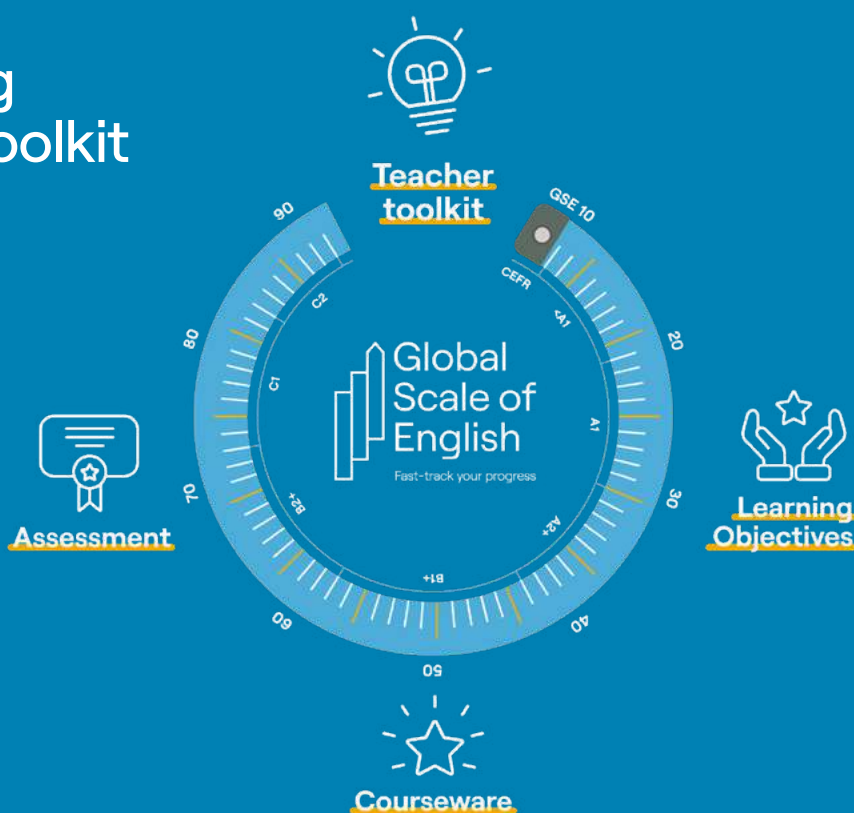 g
oolkit
Teacher
toolkit
GSE 10
20
30
40
50
60
70
80
90
CEFR
<A1
A1
A2+
B1+
B2+
C1
C2
Global
Scale of
English
Fast-track your progress
Assessment
Learning
Objectives
Courseware